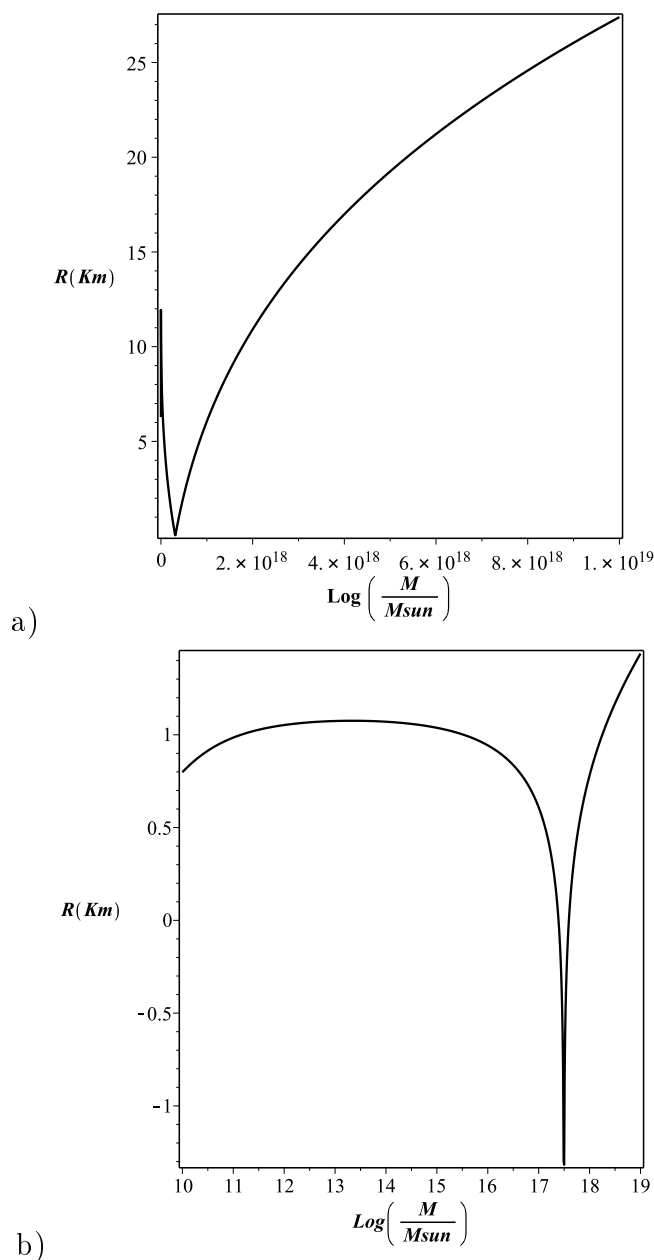 25
20
15
R(Km)
10
5
0 2. × 10^18 4. × 10^18 6. × 10^18 8. × 10^18 1. × 10^19
Log ( M / Msun )
a)
1
0.5
R(Km)
0
-0.5
-1
10 11 12 13 14 15 16 17 18 19
Log( M / Msun )
b)